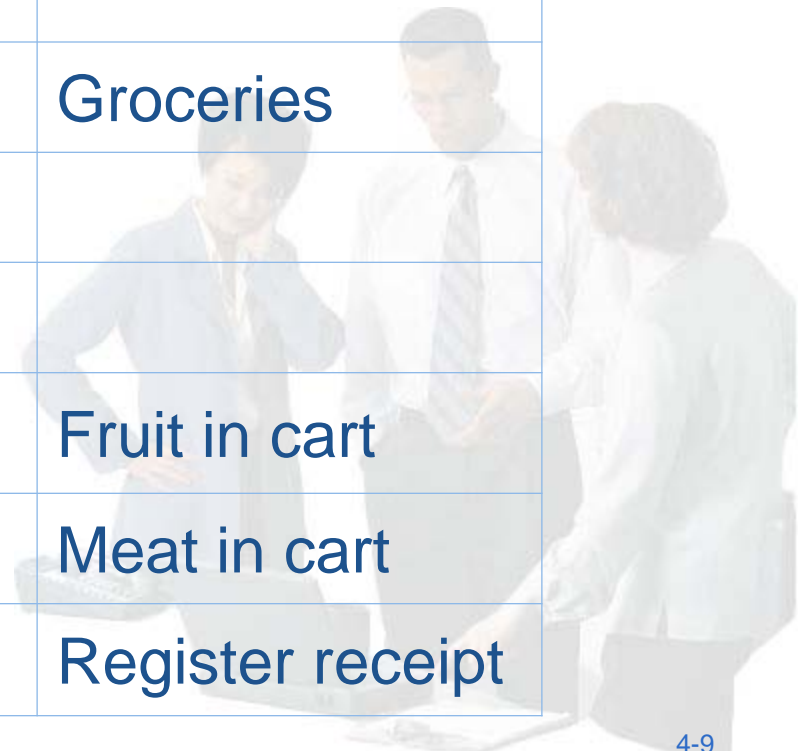 Groceries
Fruit in cart
Meat in cart
Register receipt
4-9